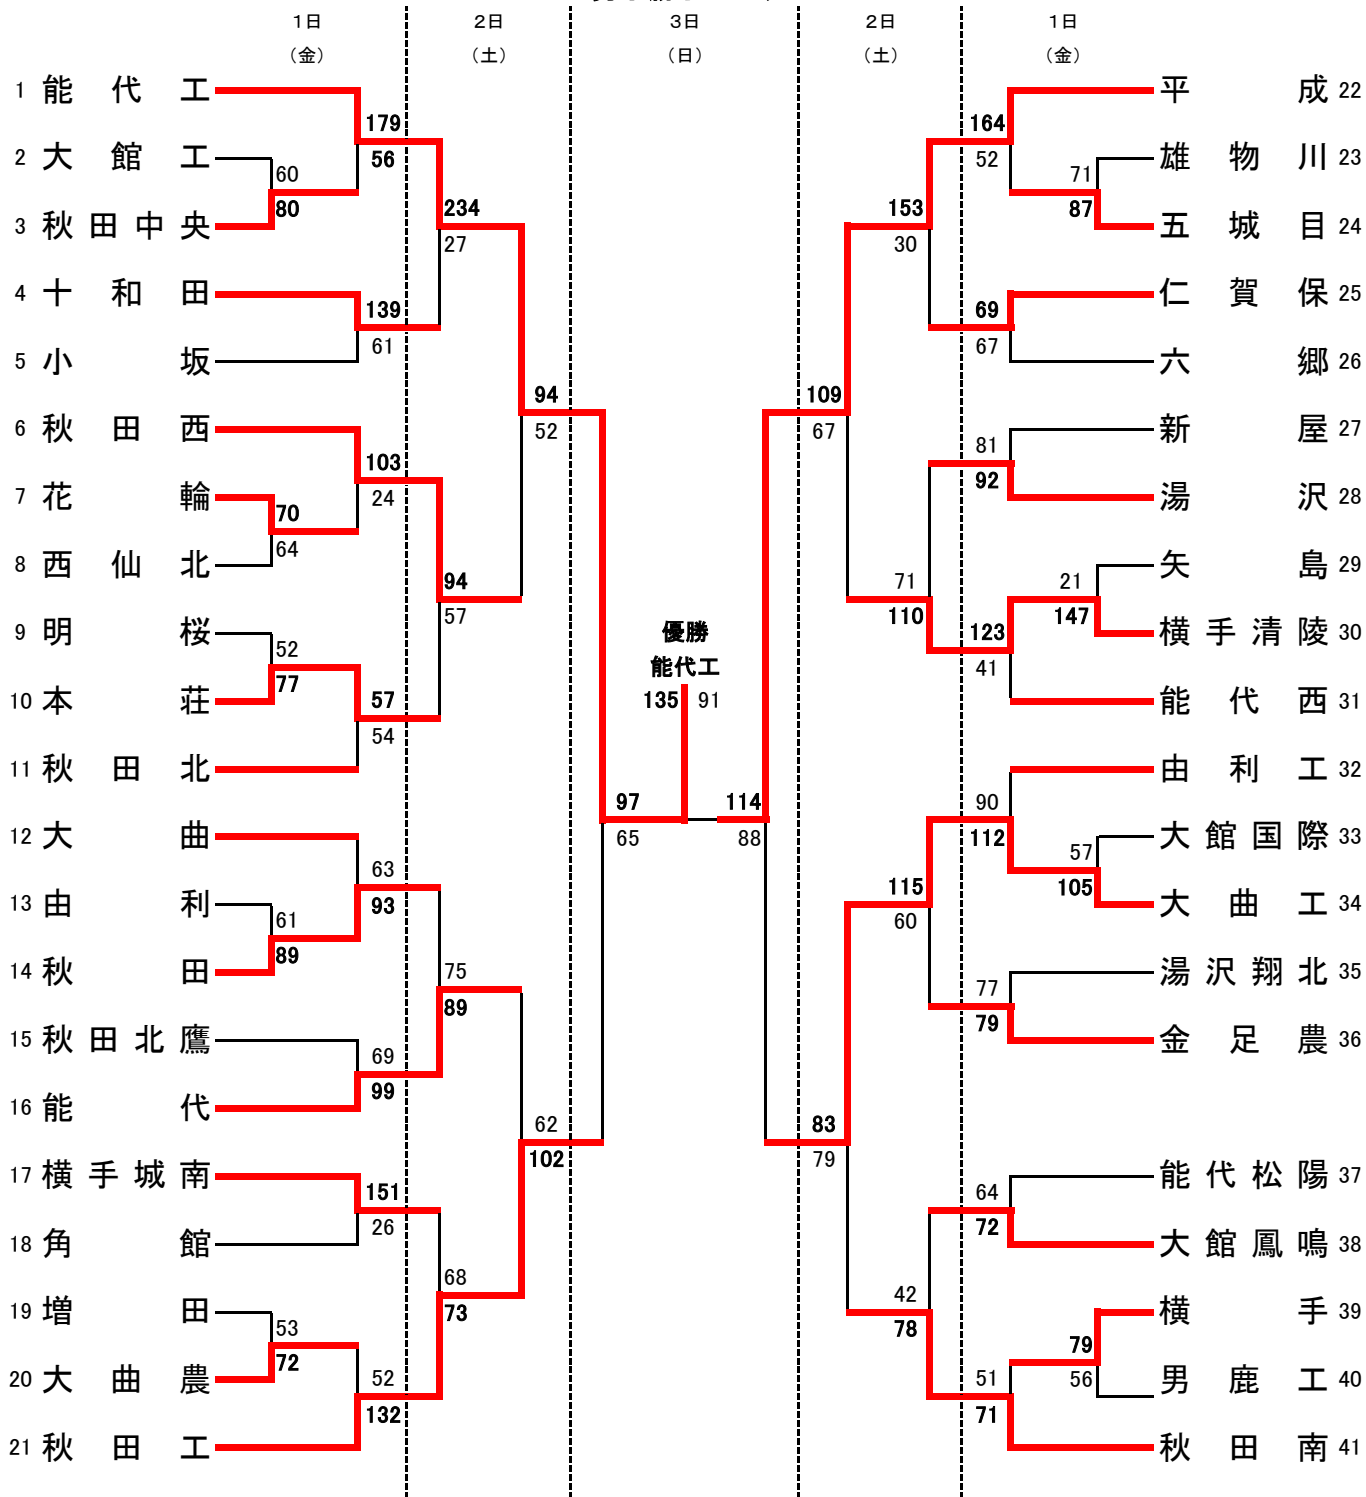 1日 2日 3日 2日 1日
（金） （土） （日） （土） （金）
1 能代工
179
56
2 大館工
60
80
3 秋田中央
234
27
4 十和田
139
61
5 小坂
94
52
6 秋田西
103
24
7 花輪
70
64
8 西仙北
94
57
9 明桜
52
77
10 本荘
57
54
11 秋田北
97
65
12 大曲
63
93
13 由利
61
89
14 秋田
75
89
15 秋田北鷹
69
99
16 能代
62
102
17 横手城南
151
26
18 角館
68
73
19 増田
53
72
20 大曲農
52
132
21 秋田工
優勝
能代工
135 91
平成 22
164
52
雄物川 23
71
87
五城目 24
153
30
仁賀保 25
69
67
六郷 26
109
67
新屋 27
81
92
湯沢 28
矢島 29
71
110
21
147
横手清陵 30
123
41
能代西 31
由利工 32
114
88
90
112
大館国際 33
57
105
大曲工 34
115
60
湯沢翔北 35
77
79
金足農 36
83
79
能代松陽 37
64
72
大館鳳鳴 38
42
78
横手 39
79
56
男鹿工 40
51
71
秋田南 41